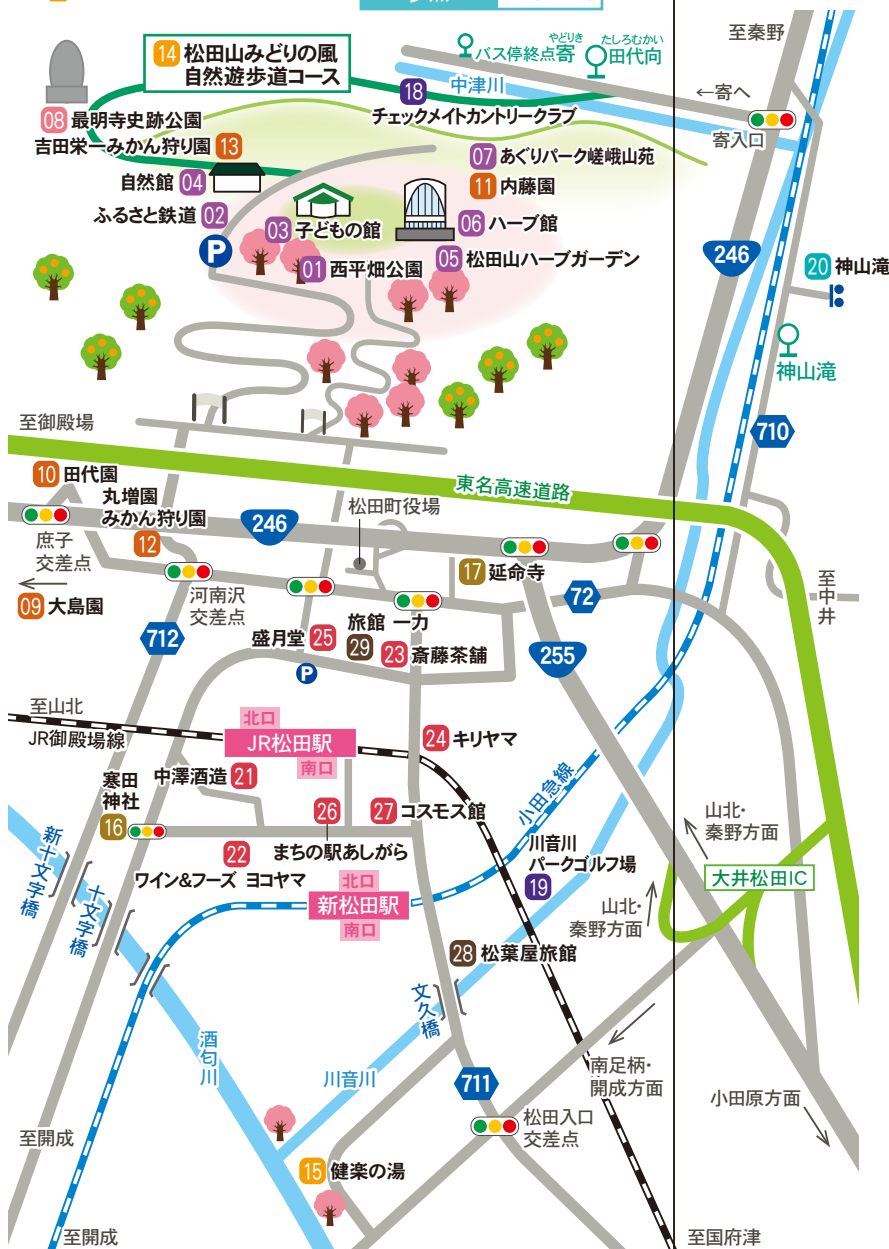 至秦野
14 松田山みどりの風
自然遊歩道コース
やどりき
バス停終点寄
たしろむかい
田代向
中津川
←寄へ
寄入口
18
チェックメイトカントリークラブ
08 最明寺史跡公園
吉田栄一みかん狩り園 13
07 あぐりパーク嵯峨山苑
自然館 04
11 内藤園
ふるさと鉄道 02
03 子どもの館
06 ハーブ館
P
01 西平畑公園
05 松田山ハーブガーデン
246
20 神山滝
神山滝
至御殿場
710
東名高速道路
10 田代園
丸増園
みかん狩り園
12
246
松田町役場
庶子
交差点
17 延命寺
至中井
09 大島園
河南沢
交差点
72
712
盛月堂 25
旅館 一力
29
23 斎藤茶舗
255
P
至山北
JR御殿場線
北口
JR松田駅
南口
24 キリヤマ
小田急線
寒田
神社
16
中澤酒造 21
26
まちの駅あしがら
27 コスモス館
22
ワイン&フーズ ヨコヤマ
山北・
秦野方面
川音川
パークゴルフ場
19
大井松田IC
新十文字橋
十文字橋
北口
新松田駅
南口
山北・
秦野方面
28 松葉屋旅館
文久橋
酒匂川
川音川
711
南足柄・
開成方面
小田原方面
松田入口
交差点
至開成
15 健楽の湯
至開成
至国府津